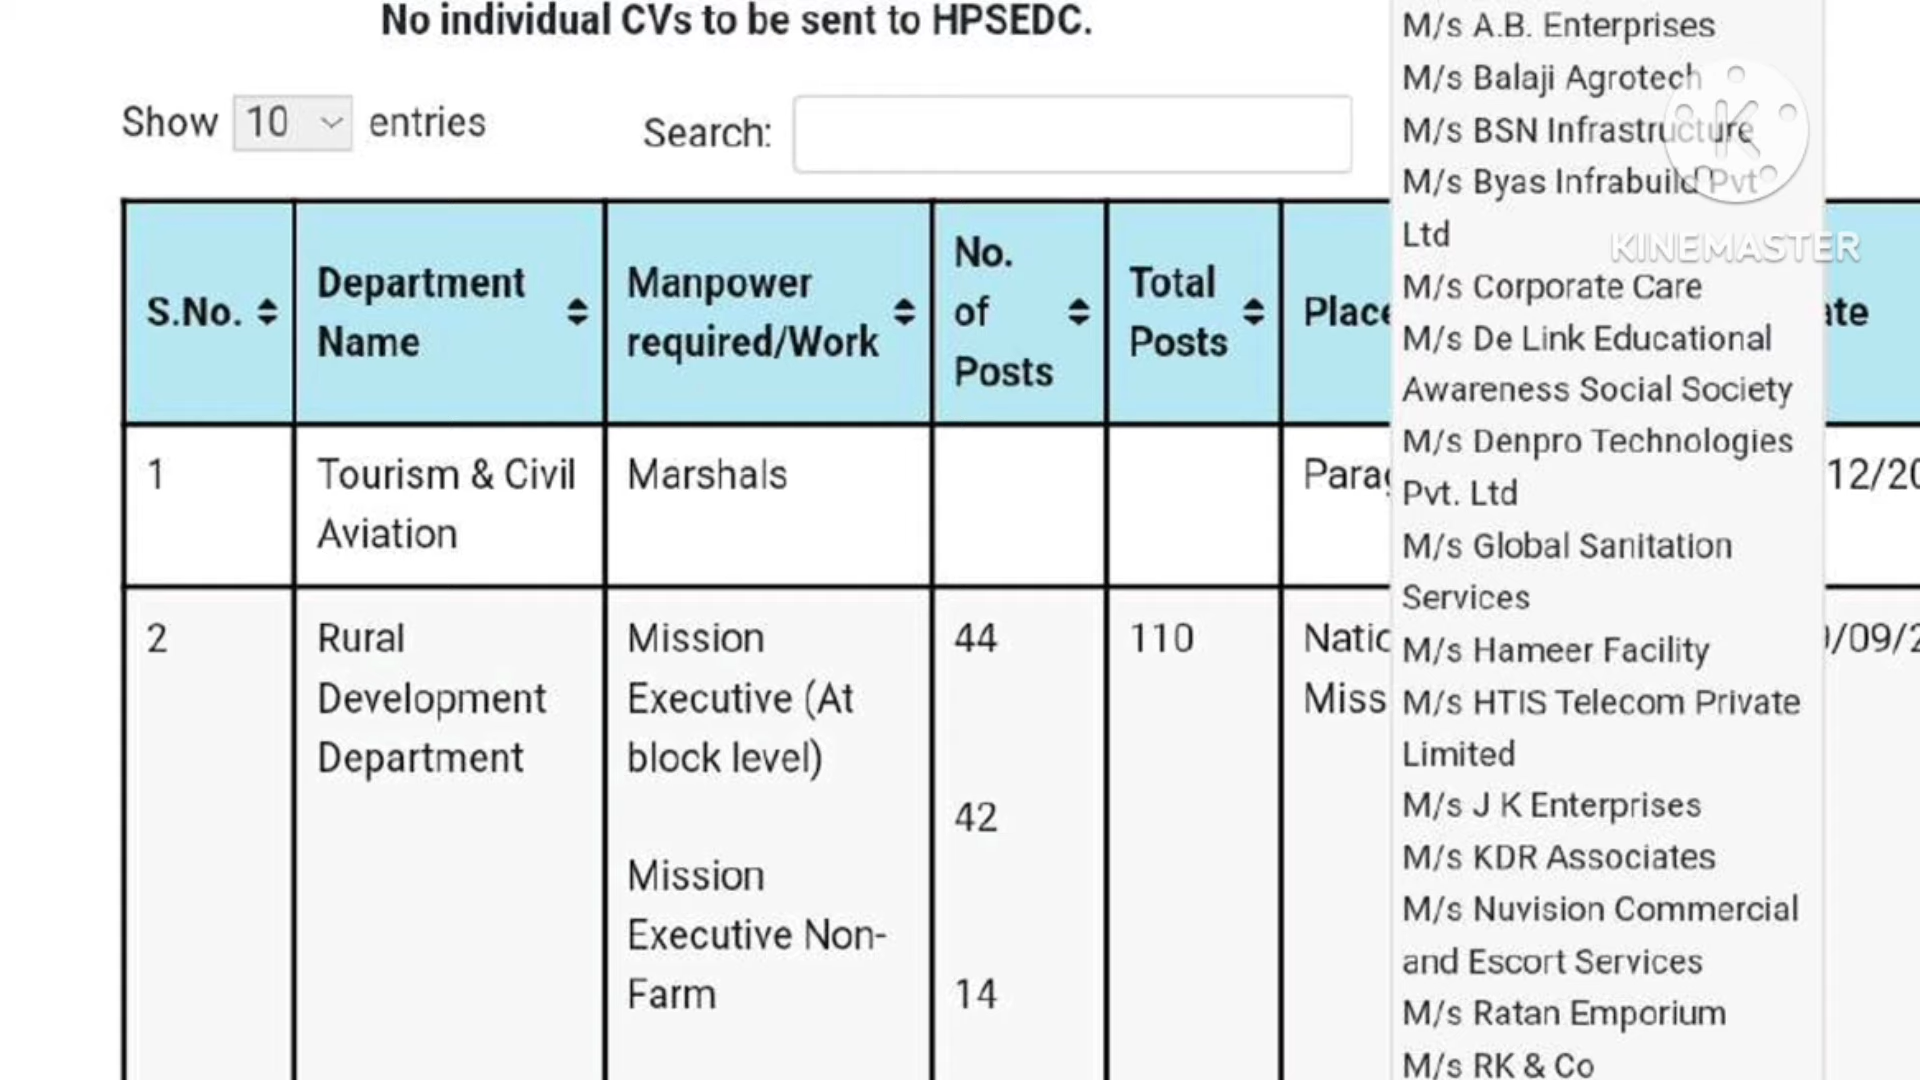 No individual CVs to be sent to HPSEDC.
Show 10 entries
Search:
S.No.
Department
Name
Manpower
required/Work
No.
of
Posts
Total
Posts
1
Tourism & Civil
Aviation
Marshals
12/20
2
Rural
Development
Department
Mission
Executive (At
block level)
Mission
Executive Non-
Farm
44
42
14
110
Miss
/09/2
M/s A.B. Enterprises
M/s Balaji Agrotech
M/s BSN Infrastructure
M/s Byas Infrabuild Pvt
Ltd
M/s Corporate Care
M/s De Link Educational
Awareness Social Society
M/s Denpro Technologies
Pvt. Ltd
M/s Global Sanitation
Services
M/s Hameer Facility
M/s HTIS Telecom Private
Limited
M/s J K Enterprises
M/s KDR Associates
M/s Nuvision Commercial
and Escort Services
M/s Ratan Emporium
M/s RK & Co
K
KINEMASTER